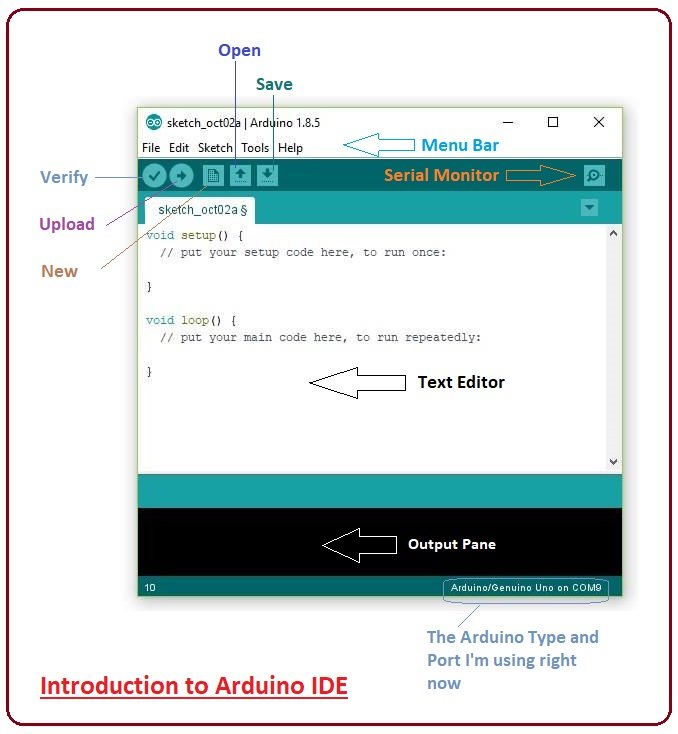 Open
Save
sketch_oct02a | Arduino 1.8.5
File Edit Sketch Tools Help
Menu Bar
Verify
Serial Monitor
Upload
sketch_oct02a §
New
void setup() {
// put your setup code here, to run once:
}
void loop() {
// put your main code here, to run repeatedly:
}
Text Editor
Output Pane
10
Arduino/Genuino Uno on COM9
The Arduino Type and
Port I'm using right
now
Introduction to Arduino IDE